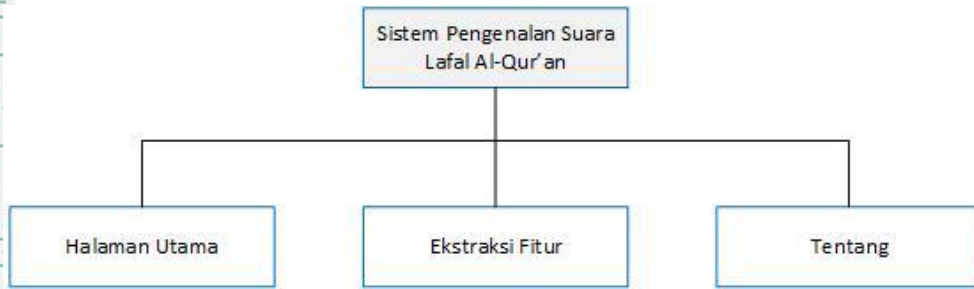 Sistem Pengenalan Suara
Lafal Al-Qur'an
Halaman Utama
Ekstraksi Fitur
Tentang